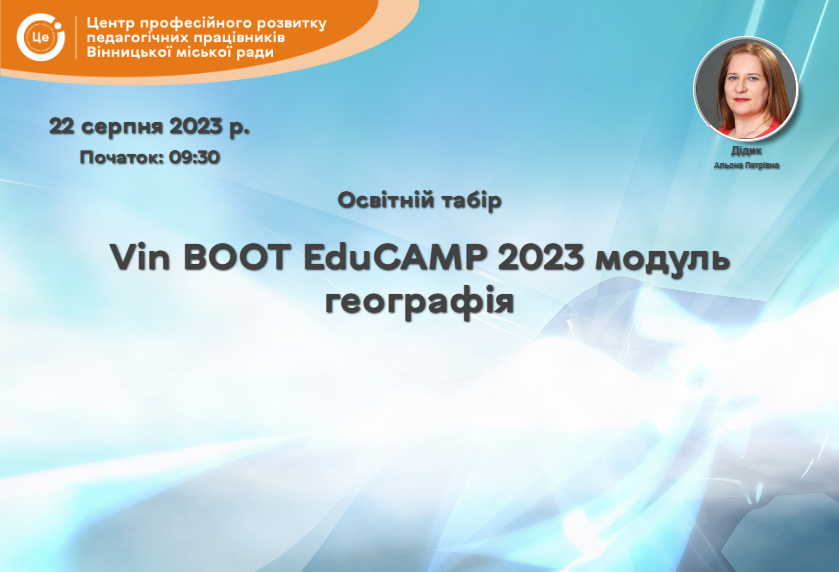 Це
Центр професійного розвитку
педагогічних працівників
Вінницької міської ради
22 серпня 2023 р.
Початок: 09:30
Дідик
Альона Петрівна
Освітній табір
Vin BOOT EduCAMP 2023 модуль
географія